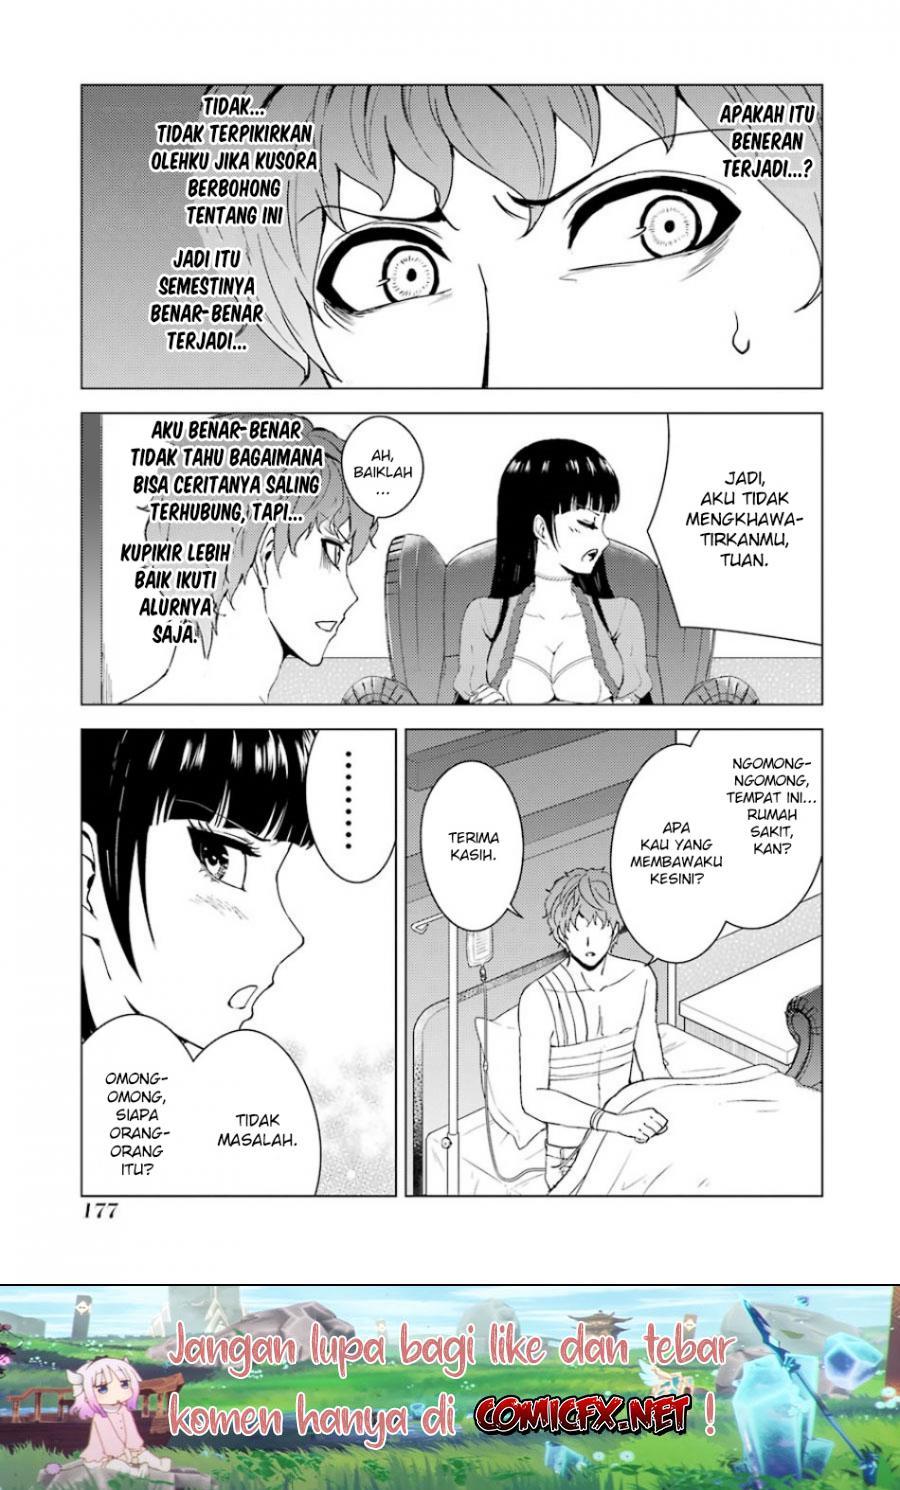 APAKAH ITU
BENERAN
TERJADI...?
TIDAK...
TIDAK TERPIKIRKAN
OLEHKU JIKA KUSORA
BERBOHONG
TENTANG INI
JADI ITU
SEMESTINYA
BENAR-BENAR
TERJADI...
JADI,
AKU TIDAK
MENGKHAWA-
TIRKANMU,
TUAN.
AH,
BAIKLAH
...
AKU BENAR-BENAR
TIDAK TAHU BAGAIMANA
BISA CERITANYA SALING
TERHUBUNG, TAPI...
KUPIKIR LEBIH
BAIK IKUTI
ALURNYA
SAJA.
NGOMONG-
NGOMONG,
TEMPAT INI...
RUMAH
SAKIT,
KAN?
APA
KAU YANG
MEMBAWAKU
KESINI?
TERIMA
KASIH.
.........
TIDAK
MASALAH.
OMONG-
OMONG,
SIAPA
ORANG-
ORANG
ITU?
177
Jangan lupa bagi like dan tebar
komen hanya di COMICFX.NET !